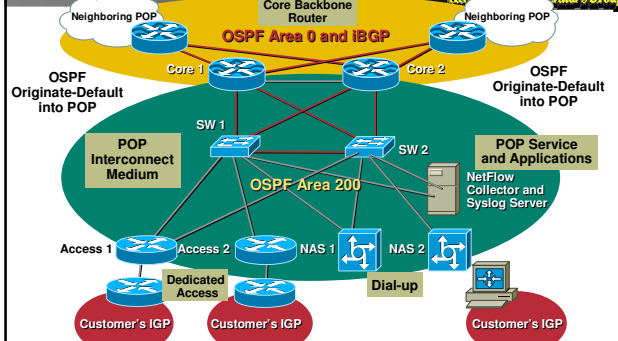 Core Backbone
Router
Neighboring POP
Neighboring POP
OSPF Area 0 and iBGP
Core 1
Core 2
OSPF
Originate-Default
into POP
OSPF
Originate-Default
into POP
SW 1
SW 2
POP
Interconnect
Medium
POP Service
and Applications
OSPF Area 200
NetFlow
Collector and
Syslog Server
Access 1
Access 2
NAS 1
NAS 2
Dedicated
Access
Dial-up
Customer's IGP
Customer's IGP
Customer's IGP